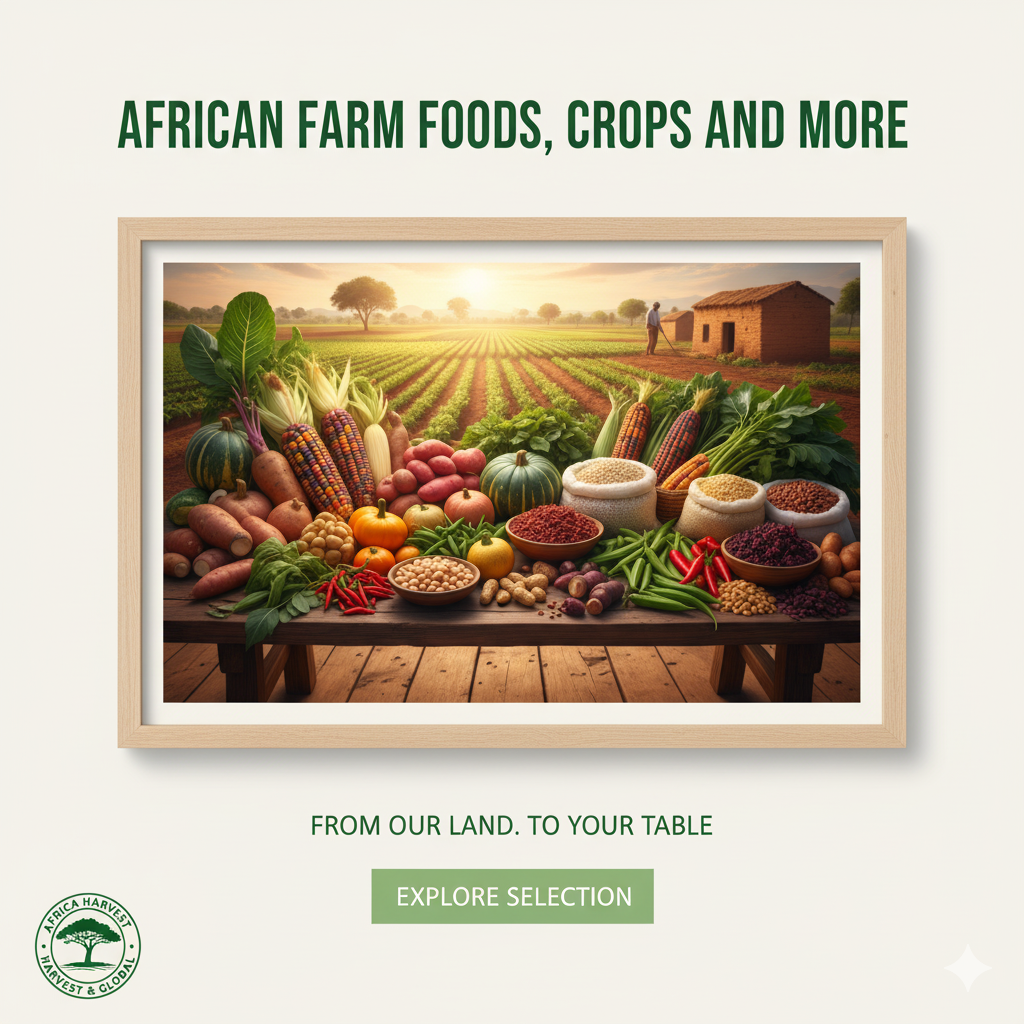 AFRICAN FARM FOODS, CROPS AND MORE
FROM OUR LAND. TO YOUR TABLE
EXPLORE SELECTION
AFRICA HARVEST
HARVEST & GLOBAL